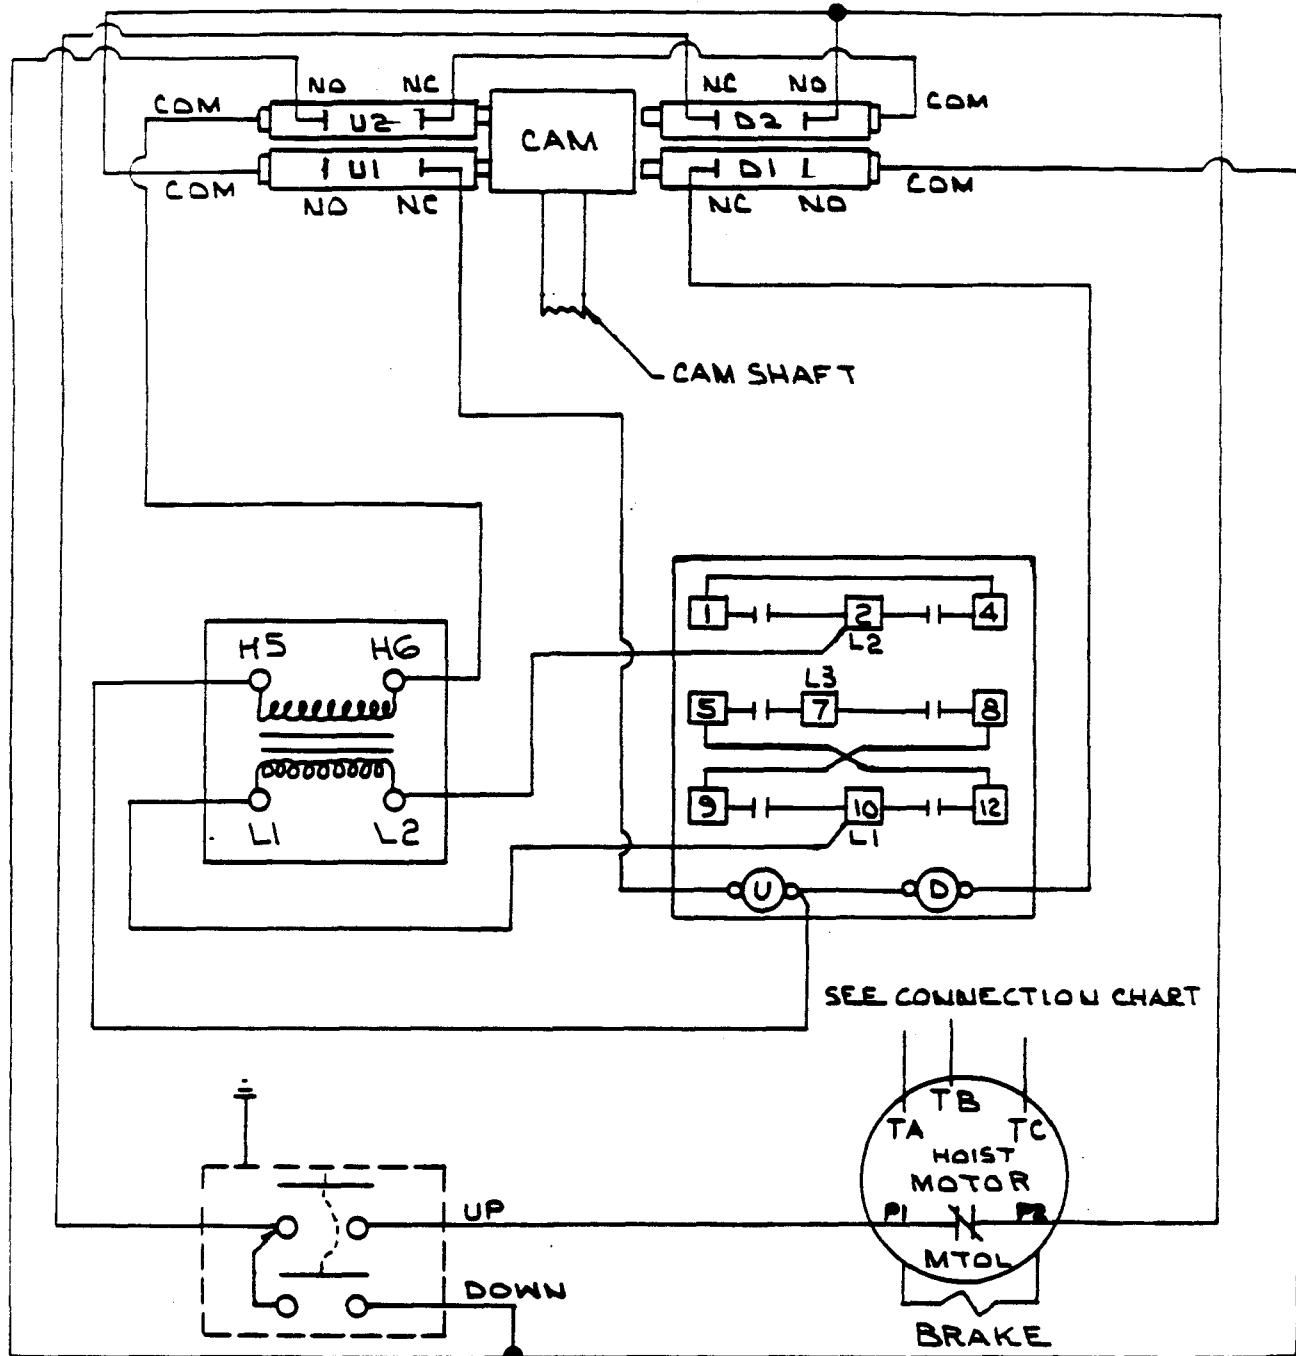 NO NC NC NO
COM U2 D2 COM
CAM
COM U1 D1 COM
NO NC NC NO
CAM SHAFT
1 2 4
L2
H5 H6
L3
5 7 8
9 10 12
L1 L2 L1
U D
SEE CONNECTION CHART
TB
TA TC
HOIST
MOTOR
UP P1 P2
MTOL
DOWN
BRAKE